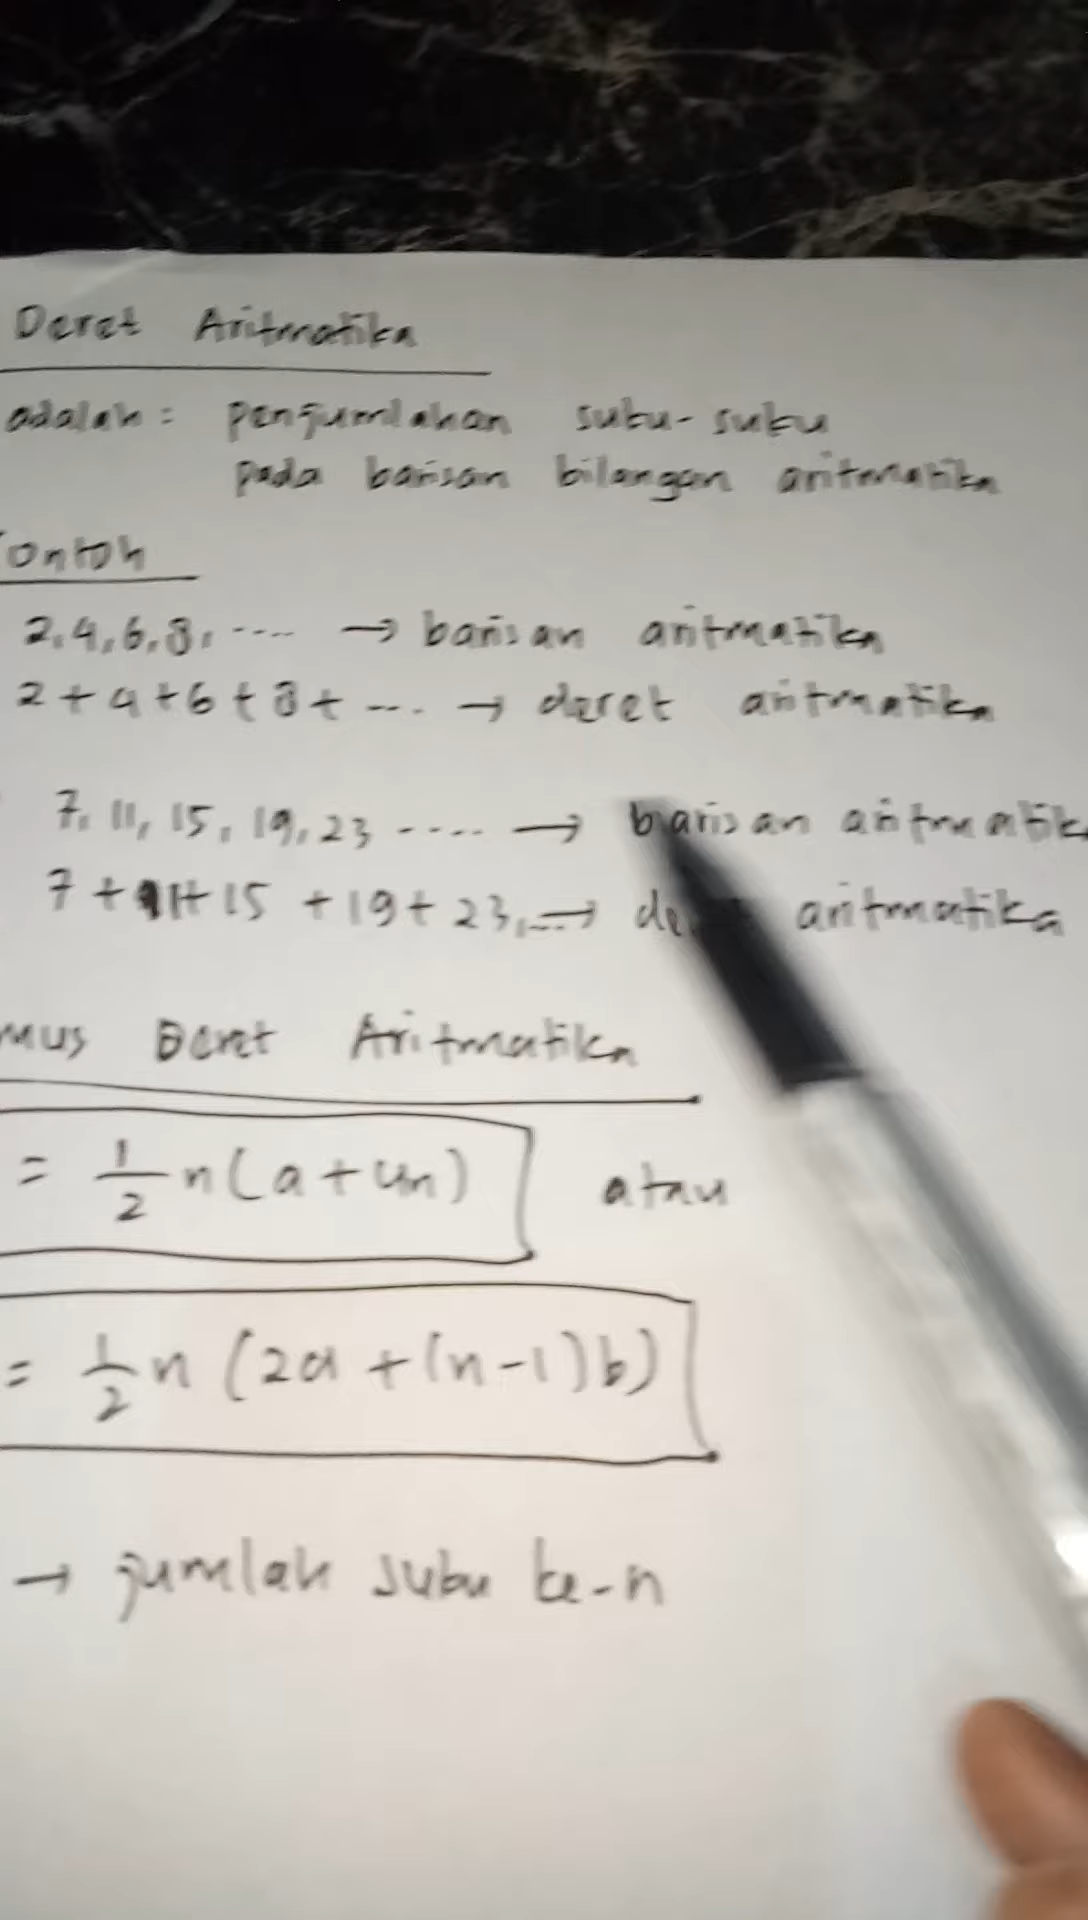 Deret Aritmatika
adalah: penjumlahan suku-suku
pada barisan bilangan aritmatika
Contoh
2, 4, 6, 8, .... → barisan aritmatika
2 + 4 + 6 + 8 + .... → deret aritmatika
7, 11, 15, 19, 23 ..... → barisan aritmatik
7 + 11 + 15 + 19 + 23, ... → aritmatika
mus Deret Aritmatika
= 1/2 n (a + Un) atau
= 1/2 n (2a + (n-1) b)
→ jumlah suku ke-n